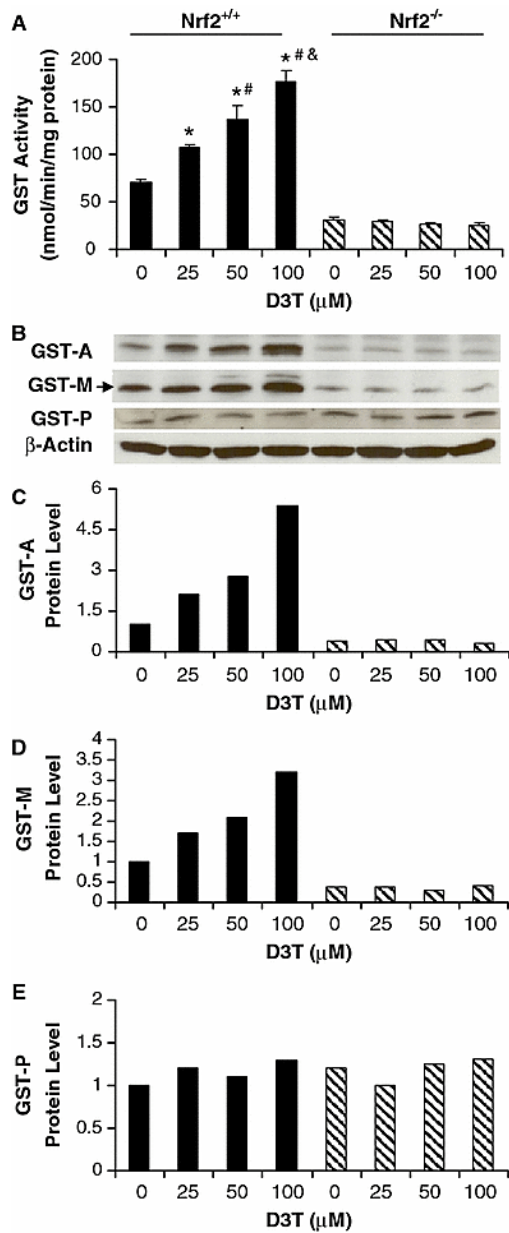 A
Nrf2+/+ Nrf2-/-
GST Activity
(nmol/min/mg protein)
200
150
100
50
0
* *# *# &
0 25 50 100 0 25 50 100
D3T (μM)
B
GST-A
GST-M
GST-P
β-Actin
C
GST-A
Protein Level
6
4.5
3
1.5
0
0 25 50 100 0 25 50 100
D3T (μM)
D
GST-M
Protein Level
4
3.5
3
2.5
2
1.5
1
0.5
0
0 25 50 100 0 25 50 100
D3T (μM)
E
GST-P
Protein Level
2
1.5
1
0.5
0
0 25 50 100 0 25 50 100
D3T (μM)